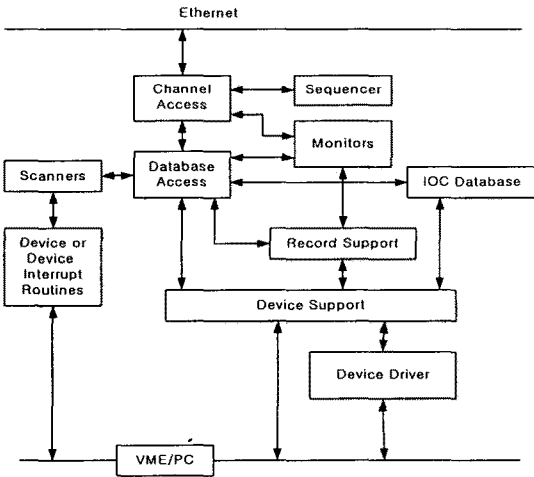 Ethernet
Channel
Access
Sequencer
Monitors
Database
Access
Scanners
IOC Database
Device or
Device
Interrupt
Routines
Record Support
Device Support
Device Driver
VME/PC